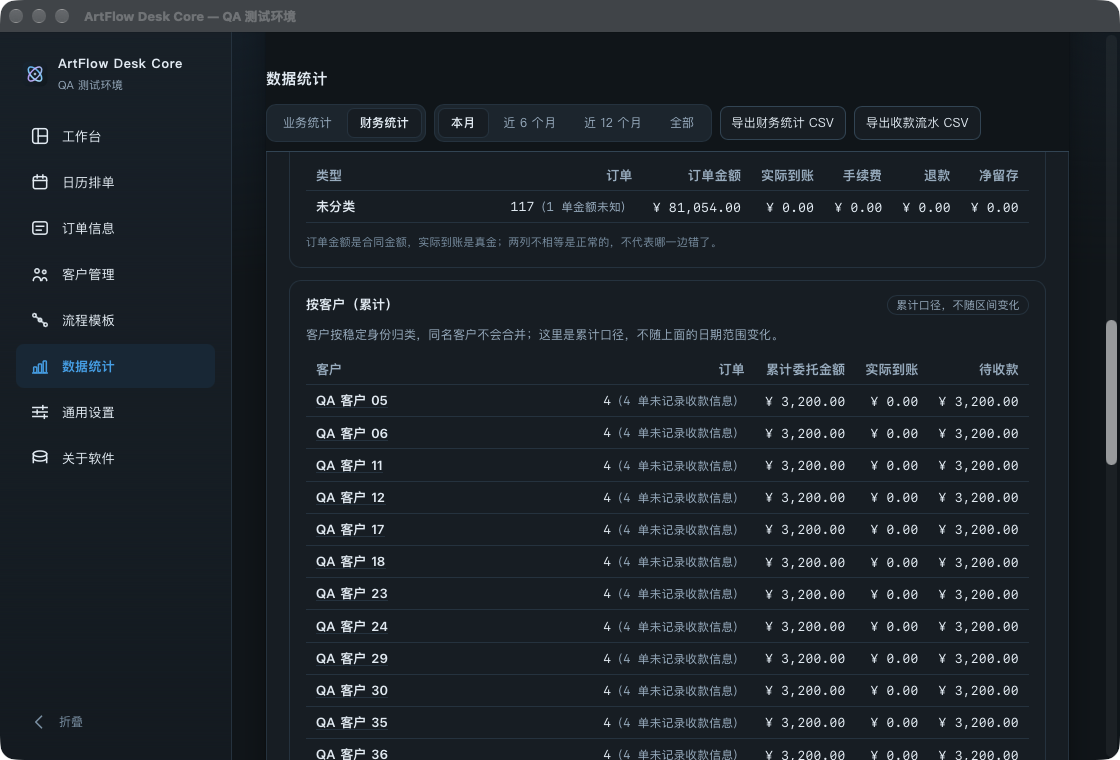 ArtFlow Desk Core — QA 测试环境
ArtFlow Desk Core
QA 测试环境
工作台
日历排单
订单信息
客户管理
流程模板
数据统计
通用设置
关于软件
折叠
数据统计
业务统计 财务统计 本月 近 6 个月 近 12 个月 全部 导出财务统计 CSV 导出收款流水 CSV
类型 订单 订单金额 实际到账 手续费 退款 净留存
未分类 117 (1 单金额未知) ¥ 81,054.00 ¥ 0.00 ¥ 0.00 ¥ 0.00 ¥ 0.00
订单金额是合同金额，实际到账是真金；两列不相等是正常的，不代表哪一边错了。
按客户（累计） 累计口径，不随区间变化
客户按稳定身份归类，同名客户不会合并；这里是累计口径，不随上面的日期范围变化。
客户 订单 累计委托金额 实际到账 待收款
QA 客户 05 4 (4 单未记录收款信息) ¥ 3,200.00 ¥ 0.00 ¥ 3,200.00
QA 客户 06 4 (4 单未记录收款信息) ¥ 3,200.00 ¥ 0.00 ¥ 3,200.00
QA 客户 11 4 (4 单未记录收款信息) ¥ 3,200.00 ¥ 0.00 ¥ 3,200.00
QA 客户 12 4 (4 单未记录收款信息) ¥ 3,200.00 ¥ 0.00 ¥ 3,200.00
QA 客户 17 4 (4 单未记录收款信息) ¥ 3,200.00 ¥ 0.00 ¥ 3,200.00
QA 客户 18 4 (4 单未记录收款信息) ¥ 3,200.00 ¥ 0.00 ¥ 3,200.00
QA 客户 23 4 (4 单未记录收款信息) ¥ 3,200.00 ¥ 0.00 ¥ 3,200.00
QA 客户 24 4 (4 单未记录收款信息) ¥ 3,200.00 ¥ 0.00 ¥ 3,200.00
QA 客户 29 4 (4 单未记录收款信息) ¥ 3,200.00 ¥ 0.00 ¥ 3,200.00
QA 客户 30 4 (4 单未记录收款信息) ¥ 3,200.00 ¥ 0.00 ¥ 3,200.00
QA 客户 35 4 (4 单未记录收款信息) ¥ 3,200.00 ¥ 0.00 ¥ 3,200.00
QA 客户 36 4 (4 单未记录收款信息) ¥ 3,200.00 ¥ 0.00 ¥ 3,200.00